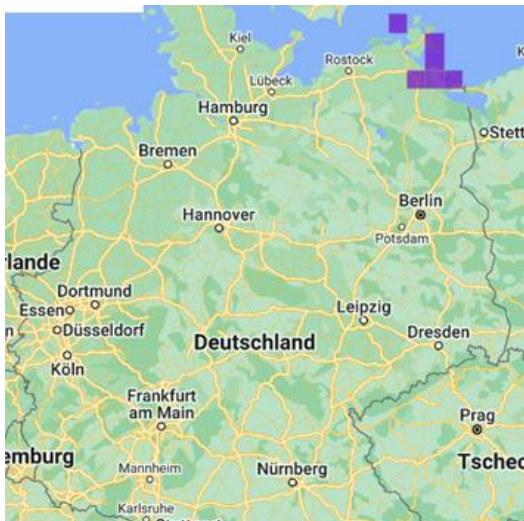 Kiel
Rostock
Lübeck
Hamburg
Stett
Bremen
Berlin
Hannover
Potsdam
rlande
Dortmund
Essen
Leipzig
Düsseldorf
Deutschland
Dresden
Köln
Frankfurt
am Main
Prag
emburg
Tschec
Mannheim
Nürnberg
Karlsruhe